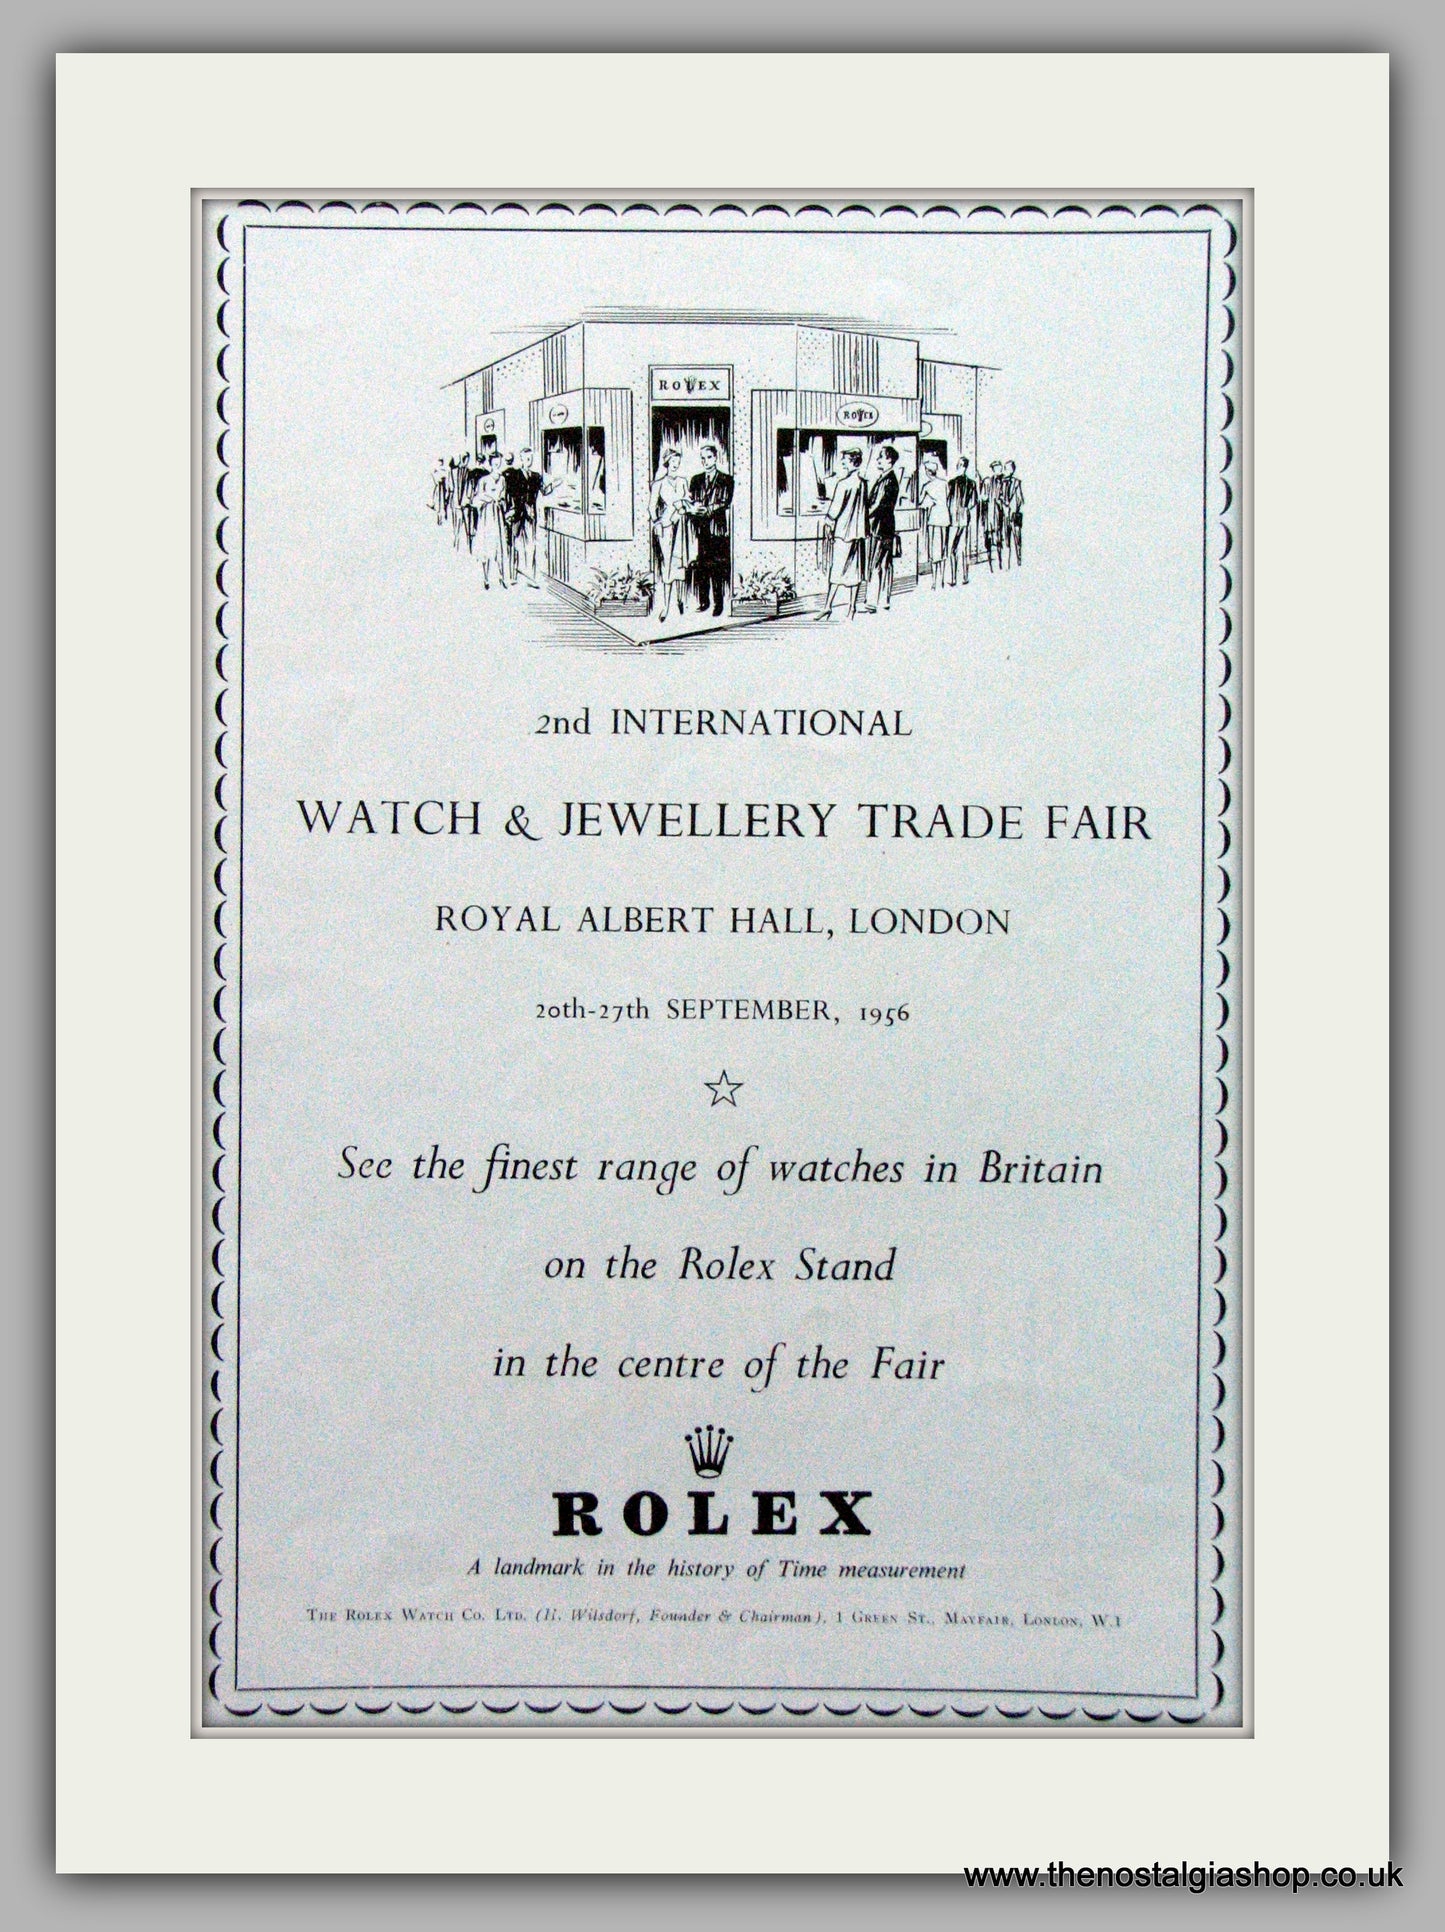 ROLEX
ROLEX
2nd INTERNATIONAL
WATCH & JEWELLERY TRADE FAIR
ROYAL ALBERT HALL, LONDON
20th-27th SEPTEMBER, 1956
See the finest range of watches in Britain
on the Rolex Stand
in the centre of the Fair
ROLEX
A landmark in the history of Time measurement
THE ROLEX WATCH CO. LTD. (H. Wilsdorf, Founder & Chairman), 1 GREEN ST., MAYFAIR, LONDON, W.1
www.thenostalgiashop.co.uk